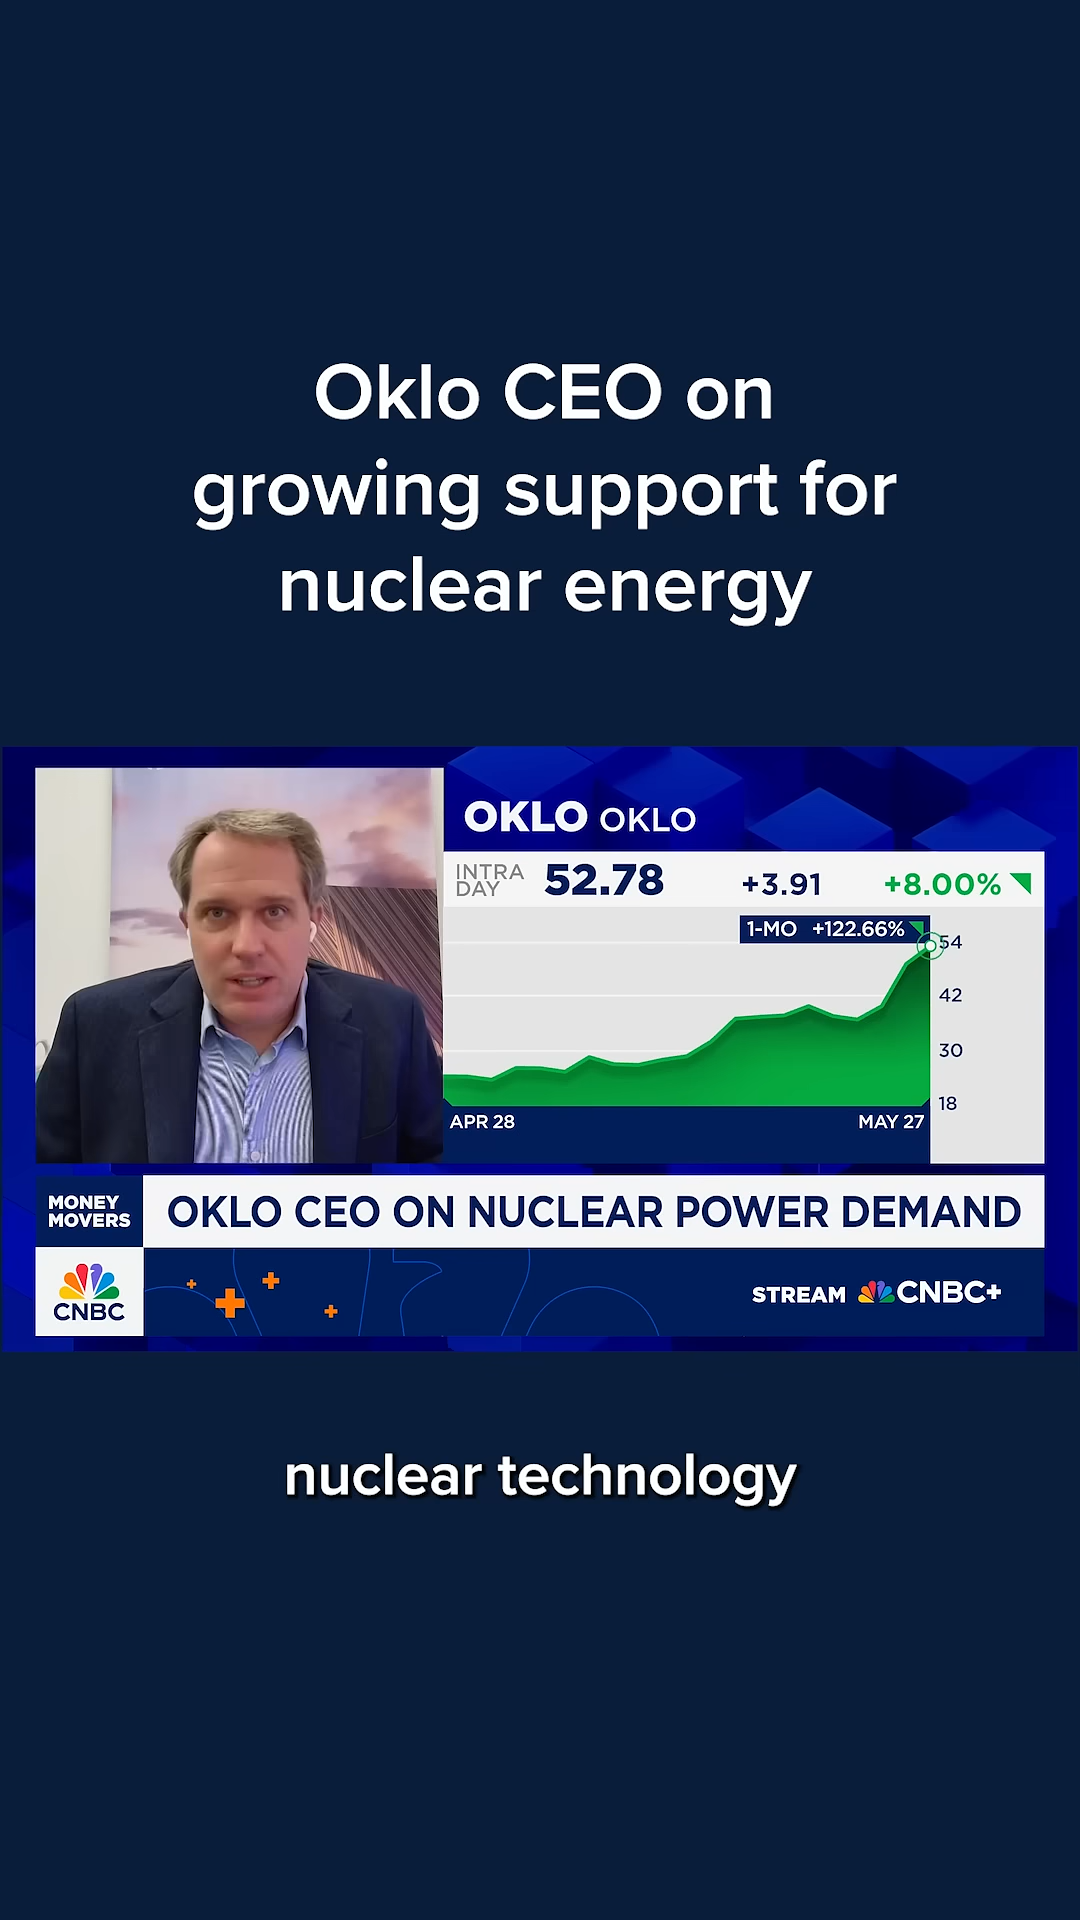 Oklo CEO on
growing support for
nuclear energy
OKLO OKLO
INTRA
DAY
52.78
+3.91
+8.00%
1-MO +122.66%
54
42
30
18
APR 28
MAY 27
MONEY
MOVERS
OKLO CEO ON NUCLEAR POWER DEMAND
CNBC
STREAM CNBC+
nuclear technology